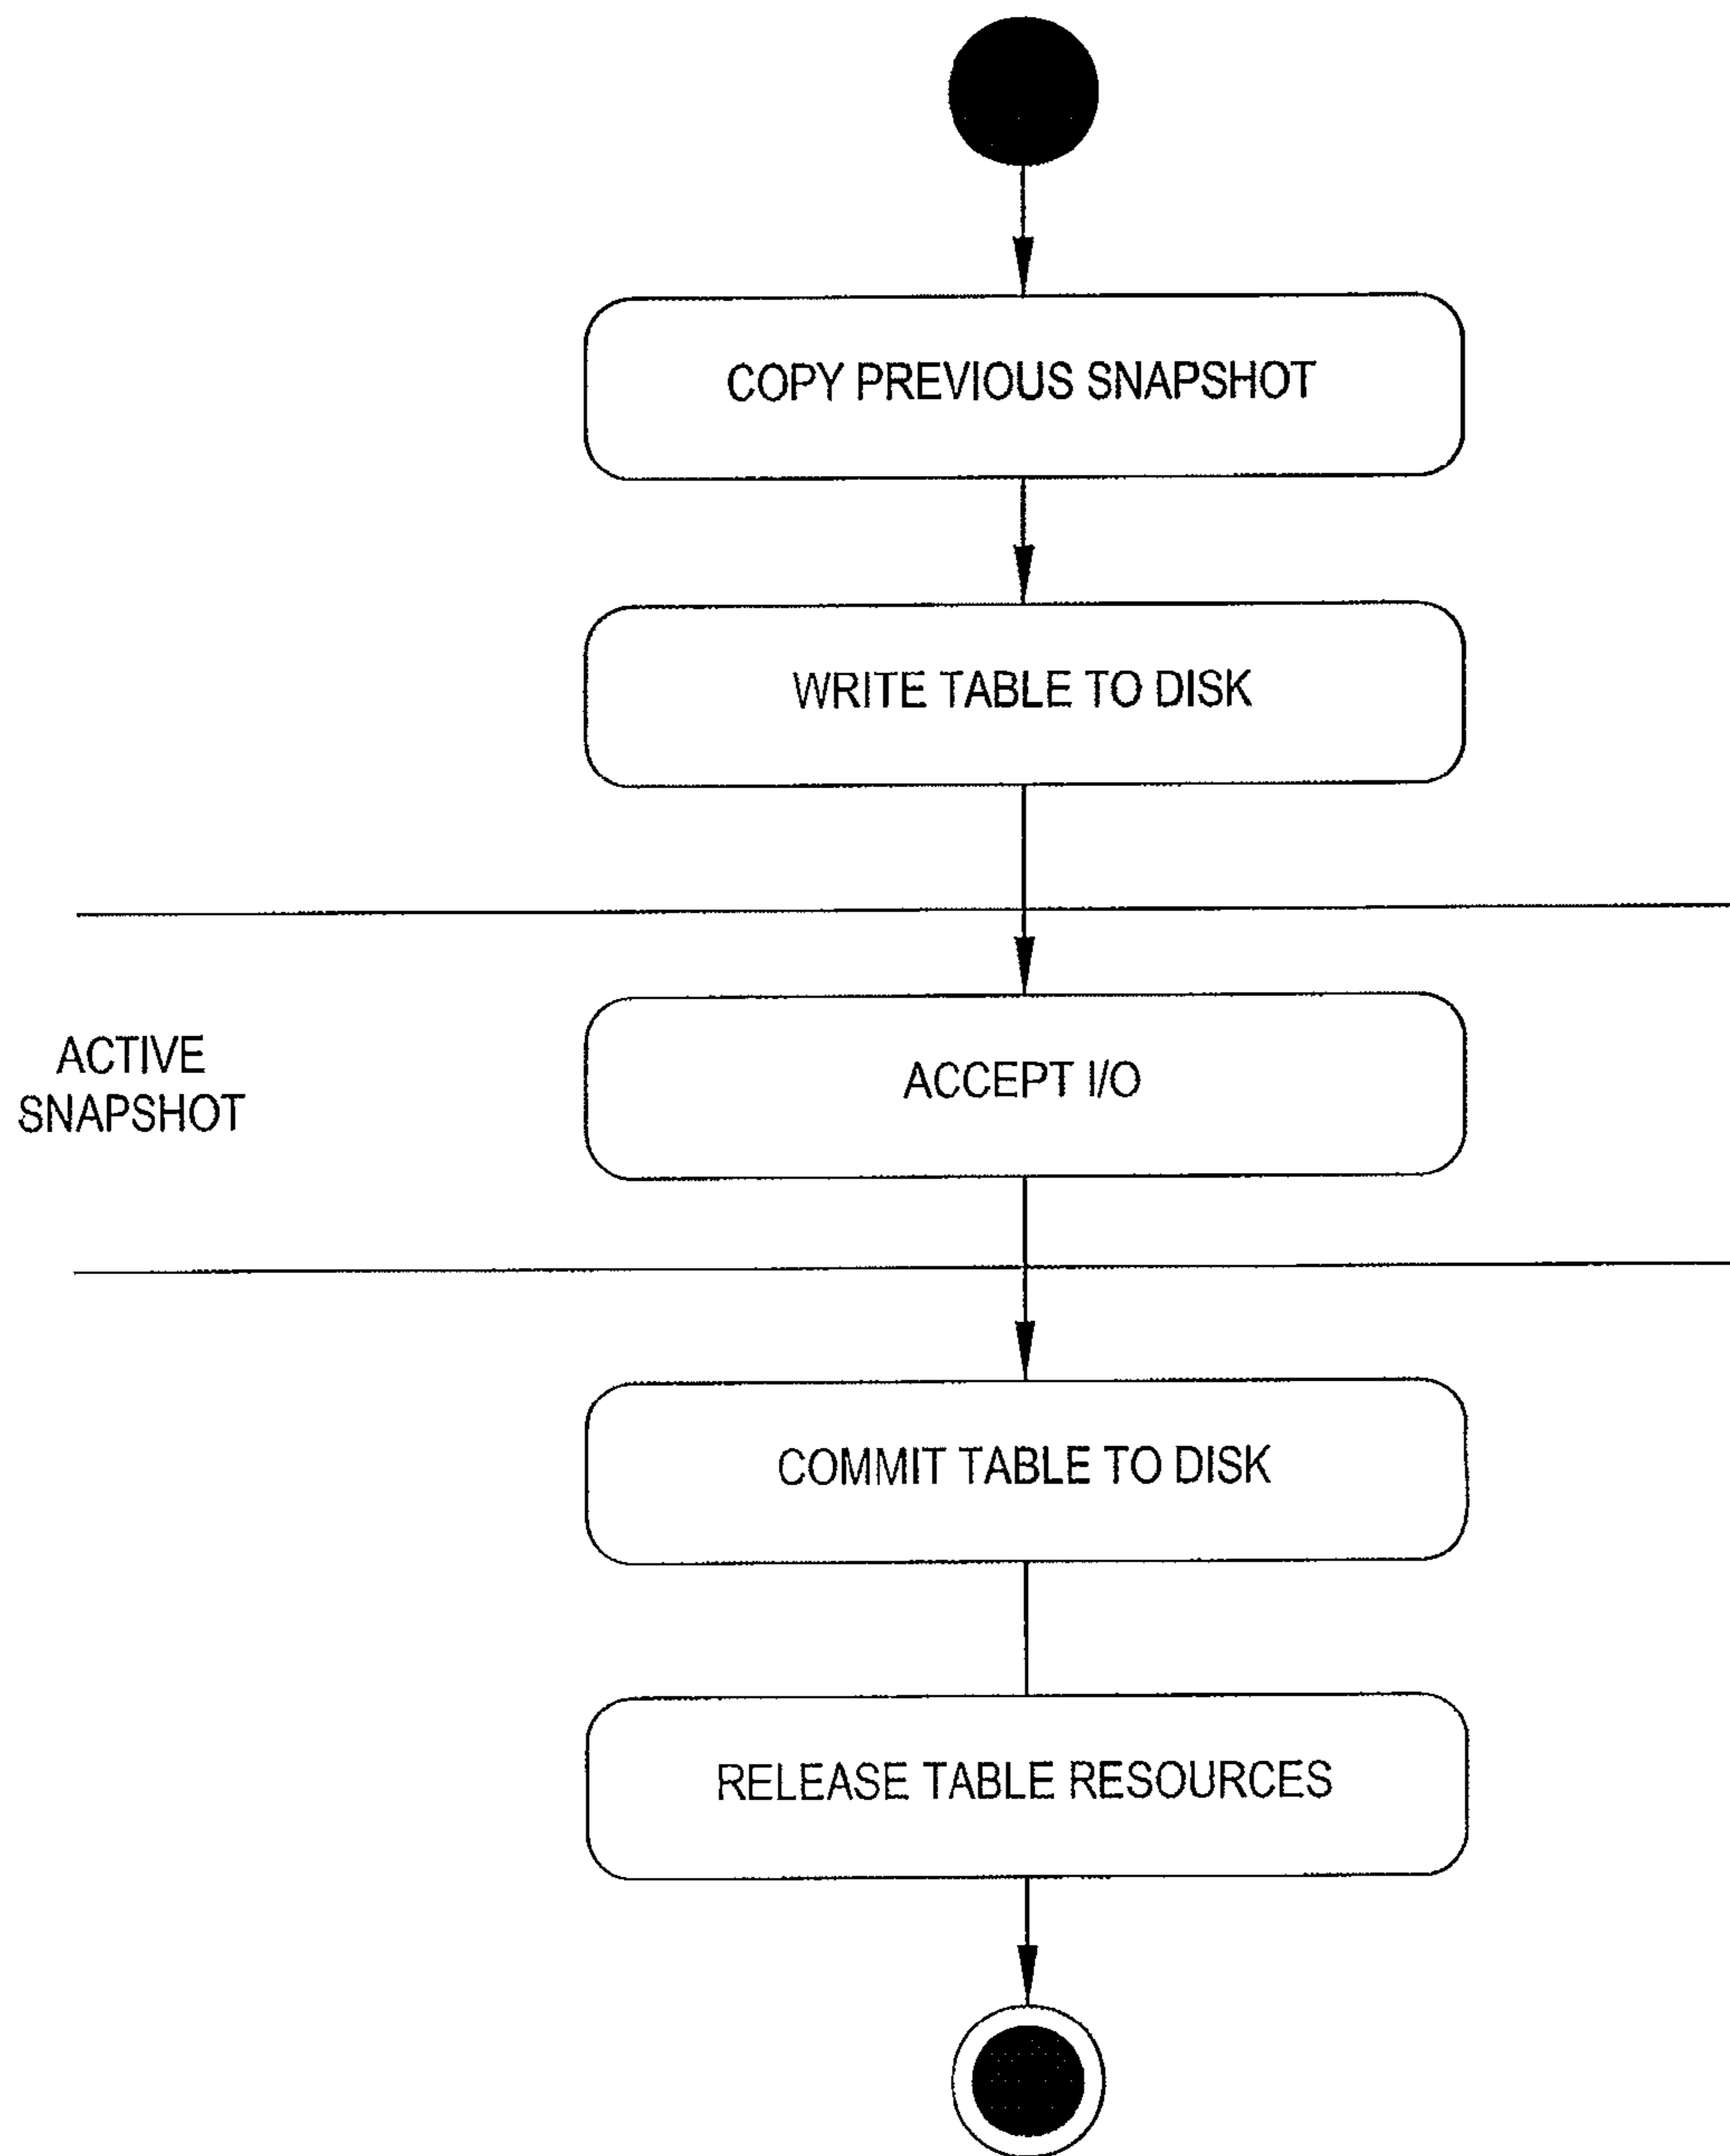 COPY PREVIOUS SNAPSHOT
WRITE TABLE TO DISK
ACTIVE
SNAPSHOT
ACCEPT I/O
COMMIT TABLE TO DISK
RELEASE TABLE RESOURCES